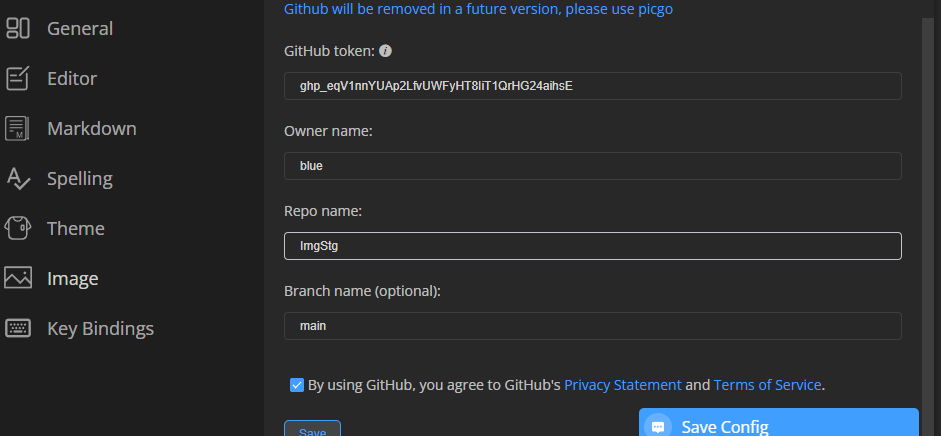 Github will be removed in a future version, please use picgo
General
GitHub token:
Editor
Owner name:
Markdown
blue
Spelling
Repo name:
Theme
ImgStg
Image
Branch name (optional):
Key Bindings
main
By using GitHub, you agree to GitHub's Privacy Statement and Terms of Service.
Save
Save Config